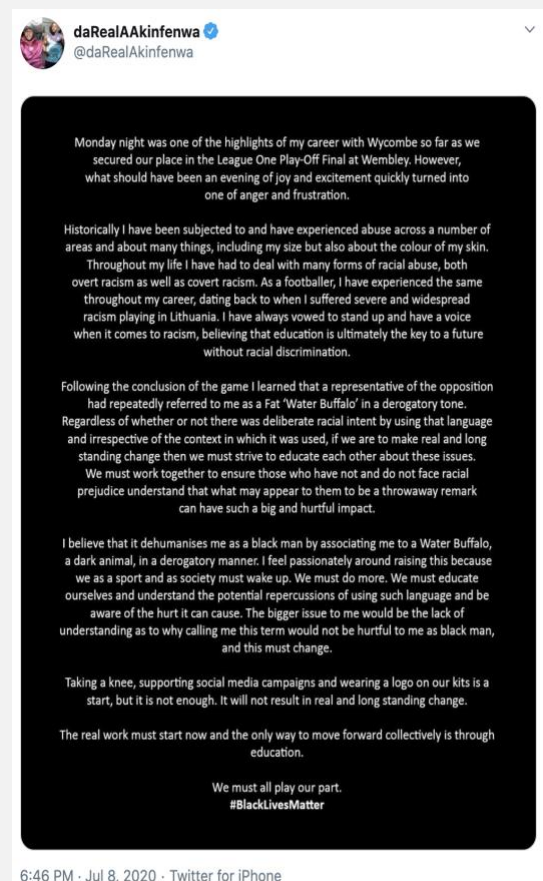 daRealAAkinfenwa
@daRealAkinfenwa
Monday night was one of the highlights of my career with Wycombe so far as we
secured our place in the League One Play-Off Final at Wembley. However,
what should have been an evening of joy and excitement quickly turned into
one of anger and frustration.
Historically I have been subjected to and have experienced abuse across a number of
areas and about many things, including my size but also about the colour of my skin.
Throughout my life I have had to deal with many forms of racial abuse, both
overt racism as well as covert racism. As a footballer, I have experienced the same
throughout my career, dating back to when I suffered severe and widespread
racism playing in Lithuania. I have always vowed to stand up and have a voice
when it comes to racism, believing that education is ultimately the key to a future
without racial discrimination.
Following the conclusion of the game I learned that a representative of the opposition
had repeatedly referred to me as a Fat ‘Water Buffalo’ in a derogatory tone.
Regardless of whether or not there was deliberate racial intent by using that language
and irrespective of the context in which it was used, if we are to make real and long
standing change then we must strive to educate each other about these issues.
We must work together to ensure those who have not and do not face racial
prejudice understand that what may appear to them to be a throwaway remark
can have such a big and hurtful impact.
I believe that it dehumanises me as a black man by associating me to a Water Buffalo,
a dark animal, in a derogatory manner. I feel passionately around raising this because
we as a sport and as society must wake up. We must do more. We must educate
ourselves and understand the potential repercussions of using such language and be
aware of the hurt it can cause. The bigger issue to me would be the lack of
understanding as to why calling me this term would not be hurtful to me as black man,
and this must change.
Taking a knee, supporting social media campaigns and wearing a logo on our kits is a
start, but it is not enough. It will not result in real and long standing change.
The real work must start now and the only way to move forward collectively is through
education.
We must all play our part.
#BlackLivesMatter
6:46 PM · Jul 8, 2020 · Twitter for iPhone